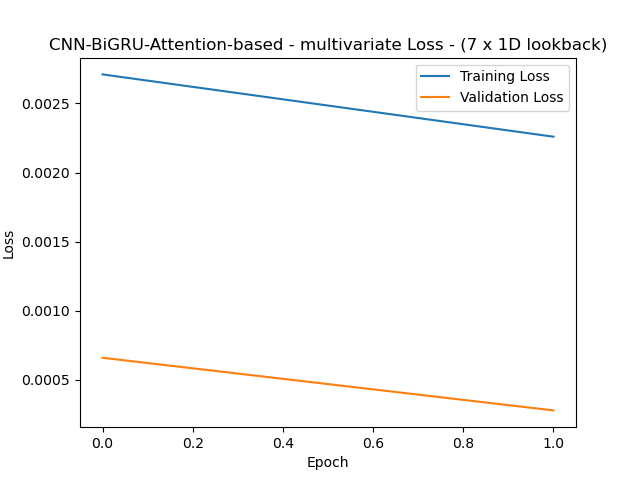 CNN-BiGRU-Attention-based - multivariate Loss - (7 x 1D lookback)
Training Loss
Validation Loss
0.0025
0.0020
0.0015
0.0010
0.0005
Loss
0.0 0.2 0.4 0.6 0.8 1.0
Epoch